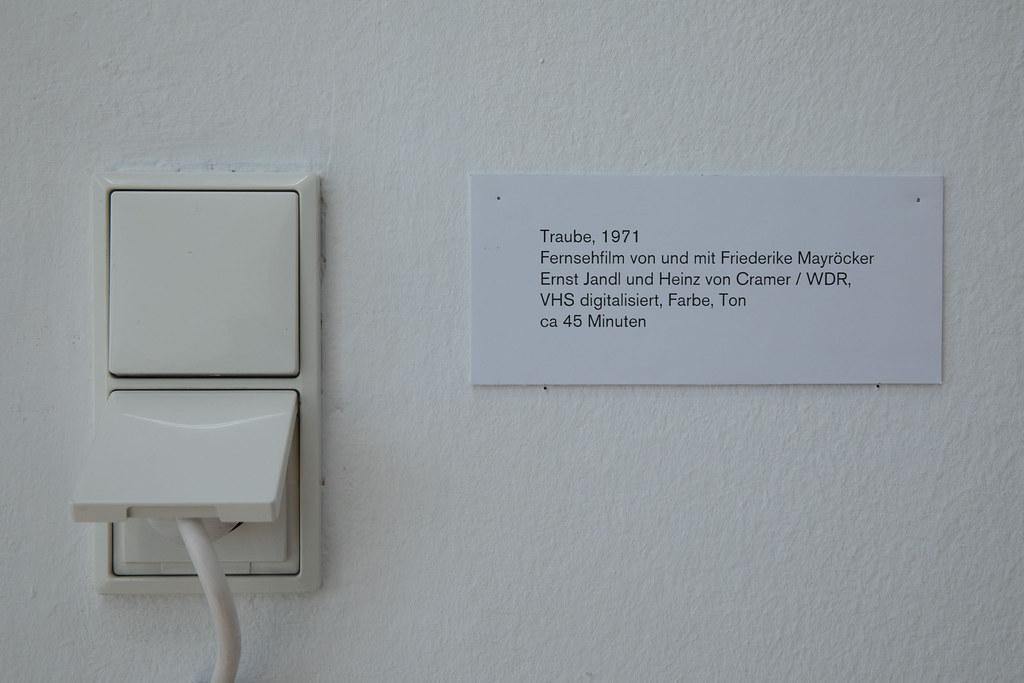 Traube, 1971
Fernsehfilm von und mit Friederike Mayröcker
Ernst Jandl und Heinz von Cramer / WDR,
VHS digitalisiert, Farbe, Ton
ca 45 Minuten